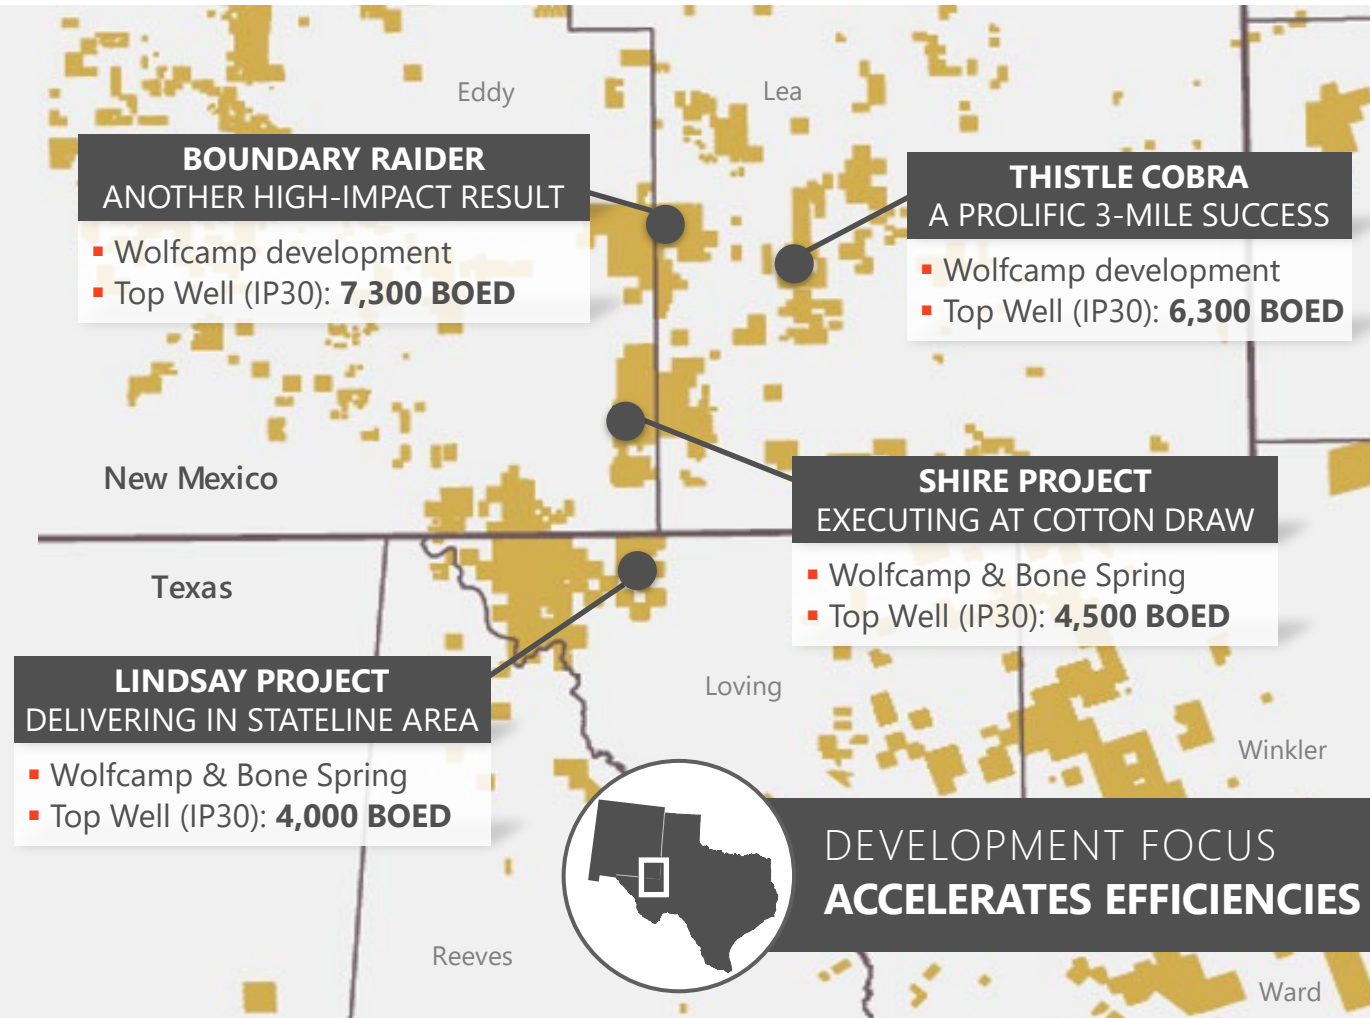 Eddy
Lea
BOUNDARY RAIDER
ANOTHER HIGH-IMPACT RESULT
▪ Wolfcamp development
▪ Top Well (IP30): 7,300 BOED
THISTLE COBRA
A PROLIFIC 3-MILE SUCCESS
▪ Wolfcamp development
▪ Top Well (IP30): 6,300 BOED
New Mexico
SHIRE PROJECT
EXECUTING AT COTTON DRAW
▪ Wolfcamp & Bone Spring
▪ Top Well (IP30): 4,500 BOED
Texas
LINDSAY PROJECT
DELIVERING IN STATELINE AREA
▪ Wolfcamp & Bone Spring
▪ Top Well (IP30): 4,000 BOED
Loving
Winkler
DEVELOPMENT FOCUS
ACCELERATES EFFICIENCIES
Reeves
Ward